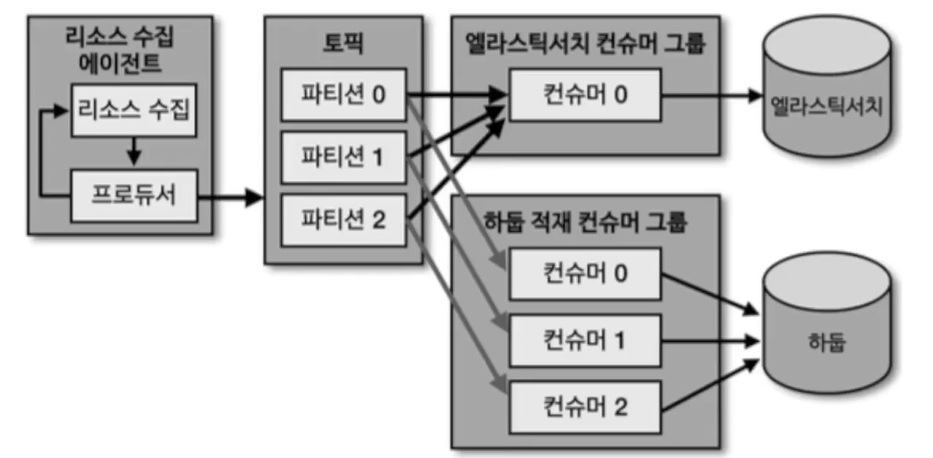 리소스 수집
에이전트
리소스 수집
프로듀서
토픽
파티션 0
파티션 1
파티션 2
엘라스틱서치 컨슈머 그룹
컨슈머 0
엘라스틱서치
하둡 적재 컨슈머 그룹
컨슈머 0
컨슈머 1
컨슈머 2
하둡